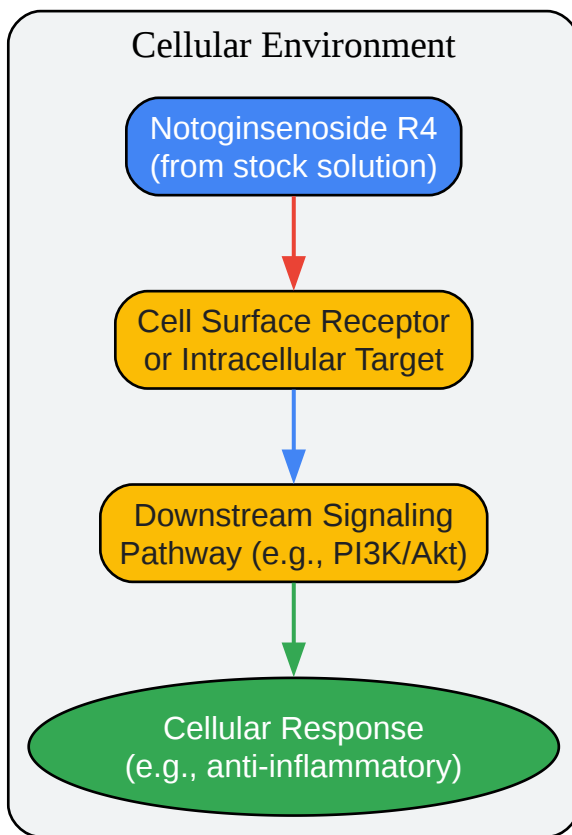 Cellular Environment
Notoginsenoside R4
(from stock solution)
Cell Surface Receptor
or Intracellular Target
Downstream Signaling
Pathway (e.g., PI3K/Akt)
Cellular Response
(e.g., anti-inflammatory)